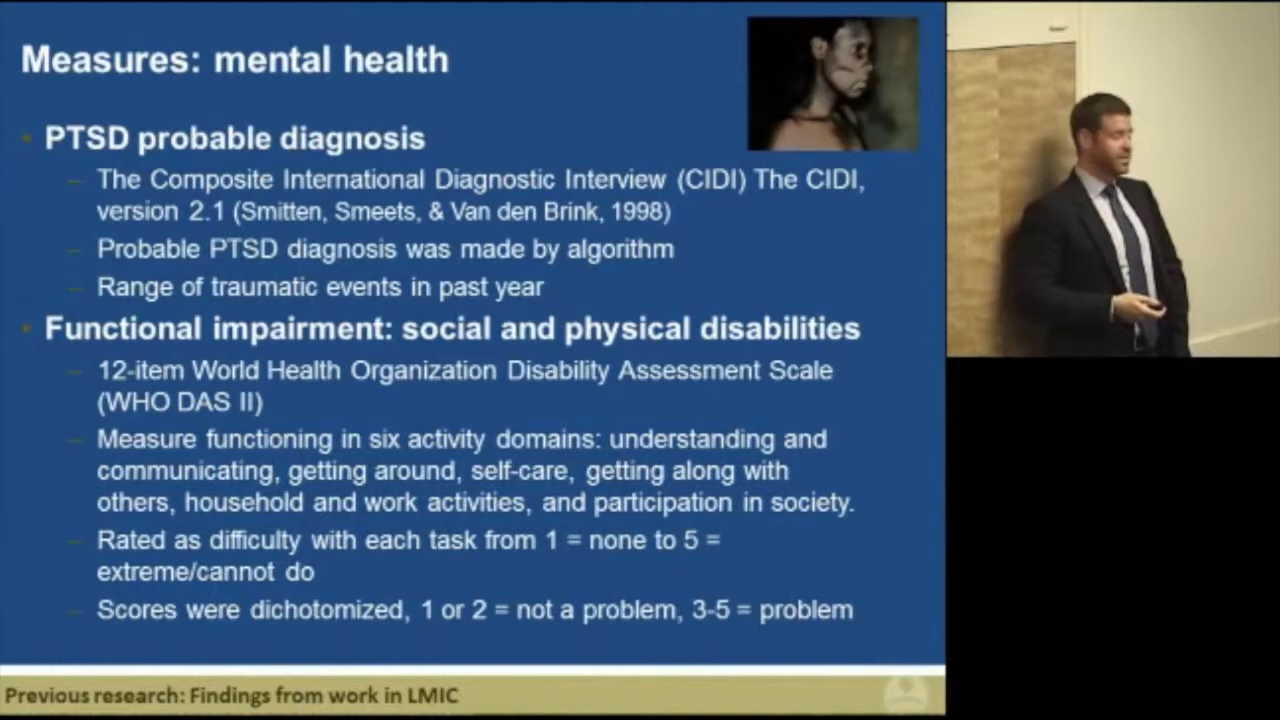 Measures: mental health
PTSD probable diagnosis
The Composite International Diagnostic Interview (CIDI) The CIDI,
version 2.1 (Smitten, Smeets, & Van den Brink, 1998)
Probable PTSD diagnosis was made by algorithm
Range of traumatic events in past year
Functional impairment: social and physical disabilities
12-item World Health Organization Disability Assessment Scale
(WHO DAS II)
Measure functioning in six activity domains: understanding and
communicating, getting around, self-care, getting along with
others, household and work activities, and participation in society.
Rated as difficulty with each task from 1 = none to 5 =
extreme/cannot do
Scores were dichotomized, 1 or 2 = not a problem, 3-5 = problem
Previous research: Findings from work in LMIC